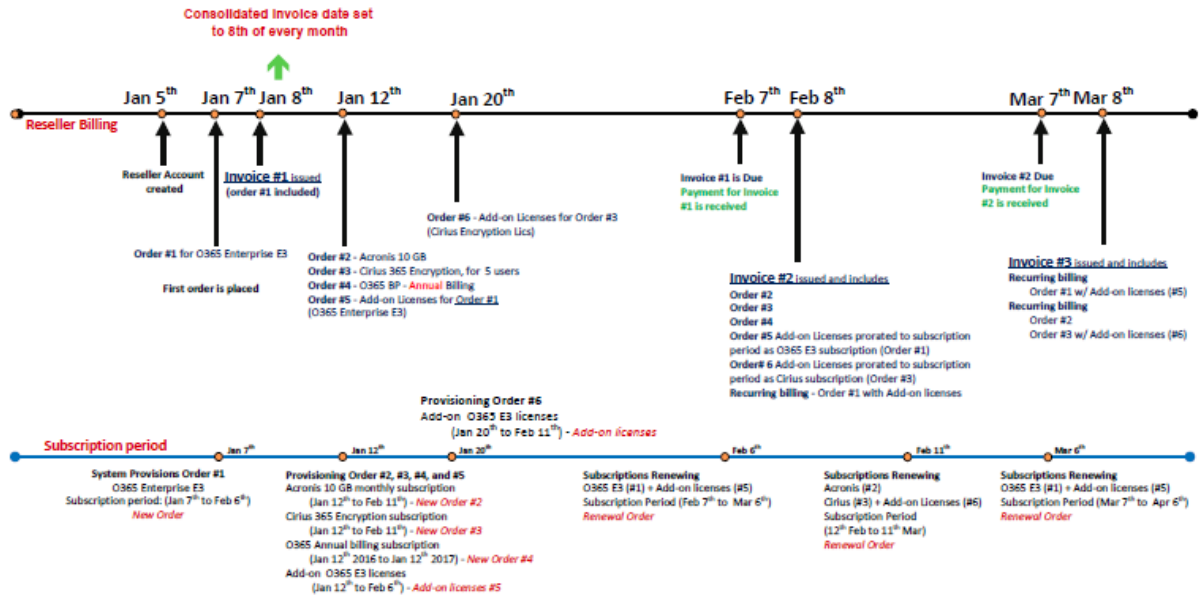 Consolidated Invoice date set
to 8th of every month
Jan 5th
Jan 7th
Jan 8th
Jan 12th
Jan 20th
Feb 7th
Feb 8th
Mar 7th
Mar 8th
Reseller Billing
Reseller Account
created
Invoice #1 issued
(order #1 included)
Invoice #1 is Due
Payment for Invoice
#1 is received
Invoice #2 Due
Payment for Invoice
#2 is received
Order #6 - Add-on Licenses for Order #3
(Cirius Encryption Lics)
Order #1 for O365 Enterprise E3
First order is placed
Order #2 - Acronis 10 GB
Order #3 - Cirius 365 Encryption, for 5 users
Order #4 - O365 BP - Annual Billing
Order #5 - Add-on Licenses for Order #1
(O365 Enterprise E3)
Invoice #2 issued and includes
Order #2
Order #3
Order #4
Order #5 Add-on Licenses prorated to subscription
period as O365 E3 subscription (Order #1)
Order# 6 Add-on Licenses prorated to subscription
period as Cirius subscription (Order #3)
Recurring billing - Order #1 with Add-on licenses
Invoice #3 issued and includes
Recurring billing
Order #1 w/ Add-on licenses (#5)
Recurring billing
Order #2
Order #3 w/ Add-on licenses (#6)
Provisioning Order #6
Add-on O365 E3 licenses
(Jan 20th to Feb 11th) - Add-on licenses
Subscription period
Jan 7th
Jan 12th
Jan 20th
Feb 6th
Feb 11th
Mar 6th
System Provisions Order #1
O365 Enterprise E3
Subscription period: (Jan 7th to Feb 6th)
New Order
Provisioning Order #2, #3, #4, and #5
Acronis 10 GB monthly subscription
(Jan 12th to Feb 11th) - New Order #2
Cirius 365 Encryption subscription
(Jan 12th to Feb 11th) - New Order #3
O365 Annual billing subscription
(Jan 12th 2016 to Jan 12th 2017) - New Order #4
Add-on O365 E3 licenses
(Jan 12th to Feb 6th) - Add-on licenses #5
Subscriptions Renewing
O365 E3 (#1) + Add-on licenses (#5)
Subscription Period (Feb 7th to Mar 6th)
Renewal Order
Subscriptions Renewing
Acronis (#2)
Cirius (#3) + Add-on Licenses (#6)
Subscription Period
(12th Feb to 11th Mar)
Renewal Order
Subscriptions Renewing
O365 E3 (#1) + Add-on licenses (#5)
Subscription Period (Mar 7th to Apr 6th)
Renewal Order